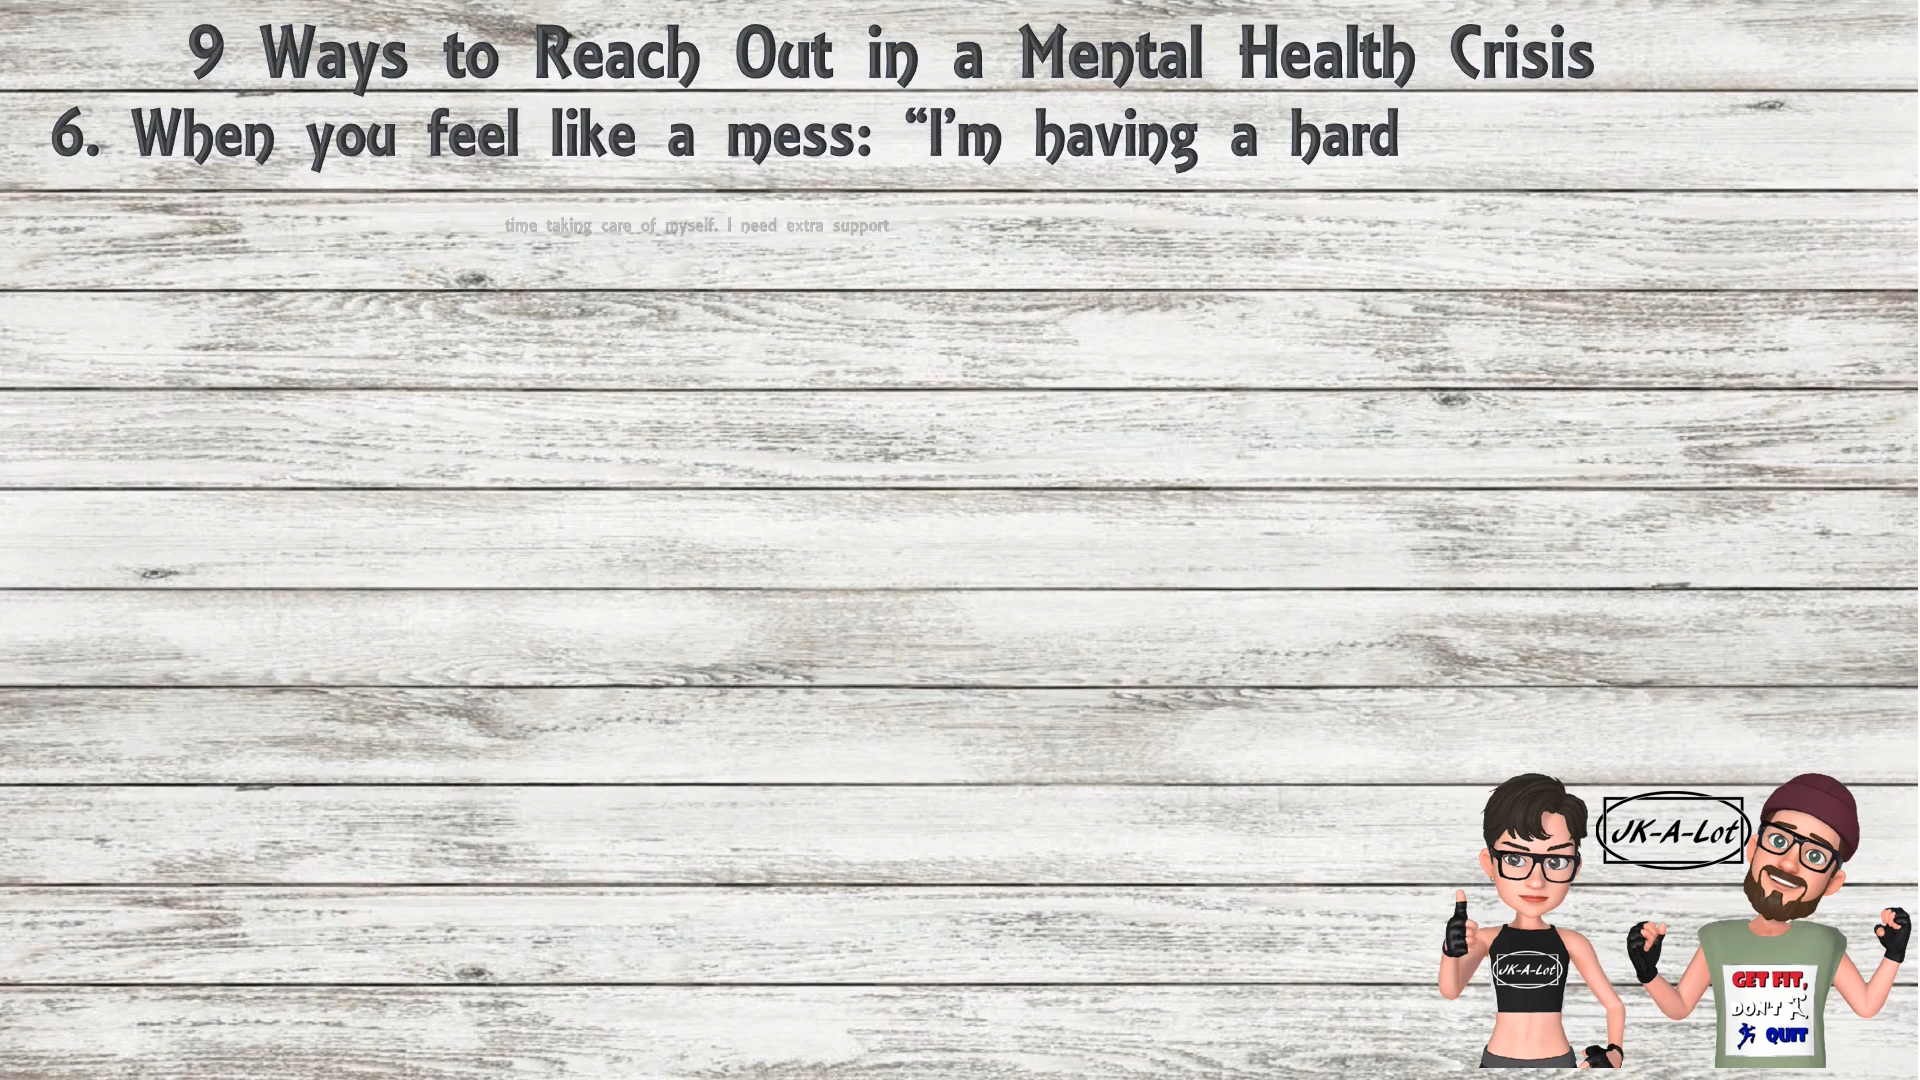 9 Ways to Reach Out in a Mental Health Crisis
6. When you feel like a mess: “I’m having a hard
time taking care of myself. I need extra support
JK-A-Lot
JK-A-Lot
GET FIT,
DON'T
QUIT